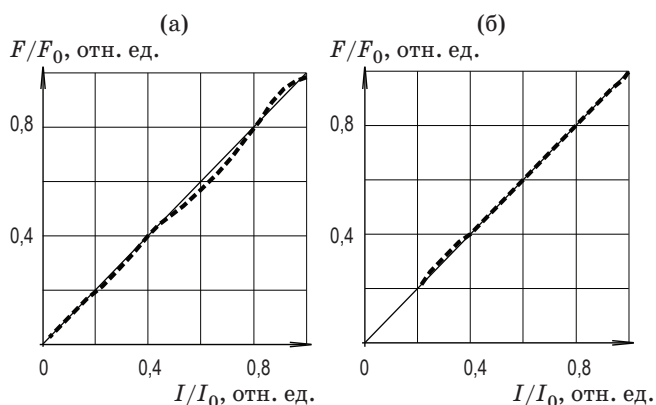 (а)
F/F₀, отн. ед.
0,8
0,4
0
0,4
0,8
I/I₀, отн. ед.
(б)
F/F₀, отн. ед.
0,8
0,4
0
0,4
0,8
I/I₀, отн. ед.